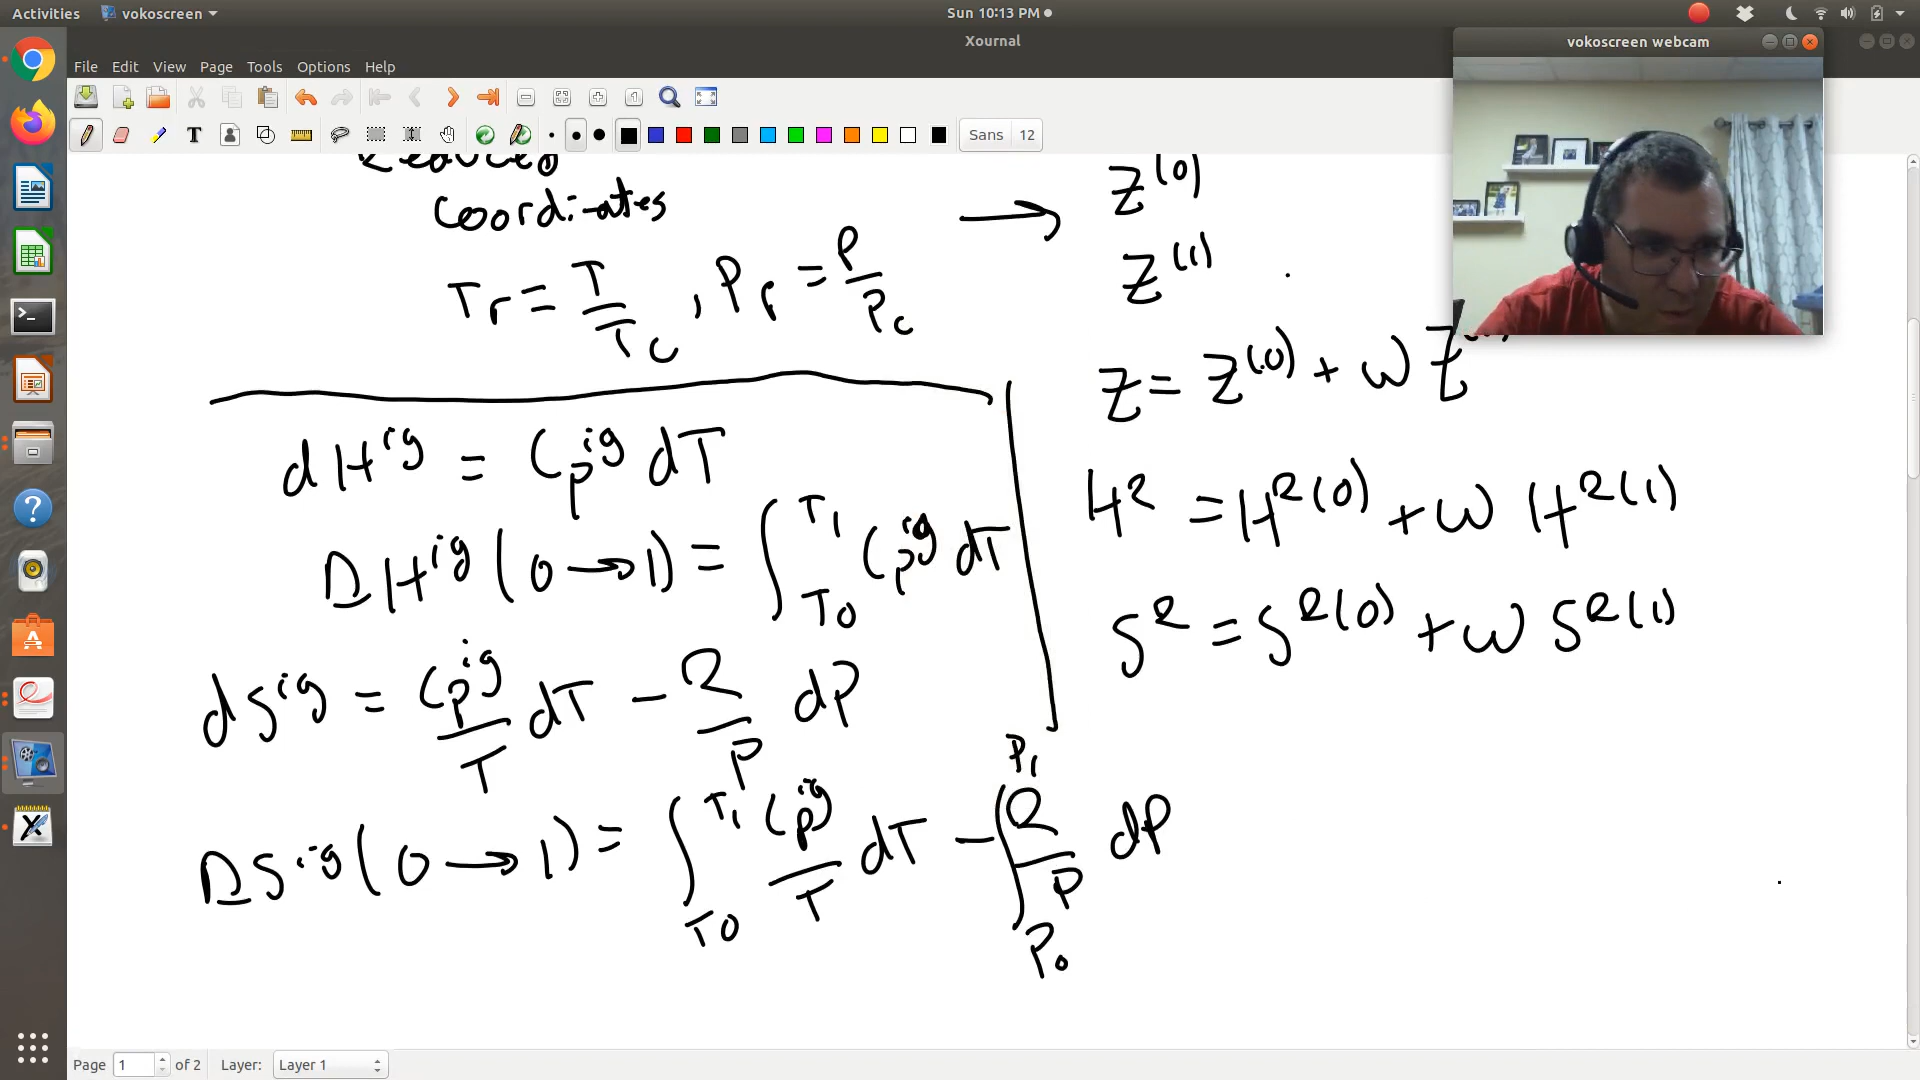 Activities vokoscreen Sun 10:13 PM
Xournal
vokoscreen webcam
File Edit View Page Tools Options Help
Sans 12
Reduced
Coordinates
Tr = T/Tc , Pr = P/Pc
→ Z^(0)
Z^(1)
Z = Z^(0) + ω Z
dH^ig = Cp^ig dT
ΔH^ig (0 → 1) = ∫_T0^T1 Cp^ig dT
dS^ig = Cp^ig/T dT - R/P dP
ΔS^ig (0 → 1) = ∫_T0^T1 Cp^ig/T dT - ∫_P0^P1 R/P dP
H^R = H^R(0) + ω H^R(1)
S^R = S^R(0) + ω S^R(1)
Page 1 of 2 Layer: Layer 1